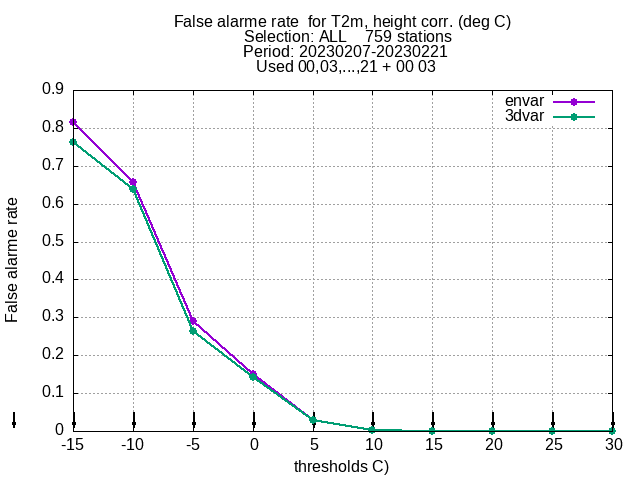 False alarme rate  for T2m, height corr. (deg C)
Selection: ALL    759 stations
Period: 20230207-20230221
Used 00,03,...,21 + 00 03
envar
3dvar
0.9
0.8
0.7
0.6
0.5
0.4
0.3
0.2
0.1
0
False alarme rate
-15 -10 -5 0 5 10 15 20 25 30
thresholds C)